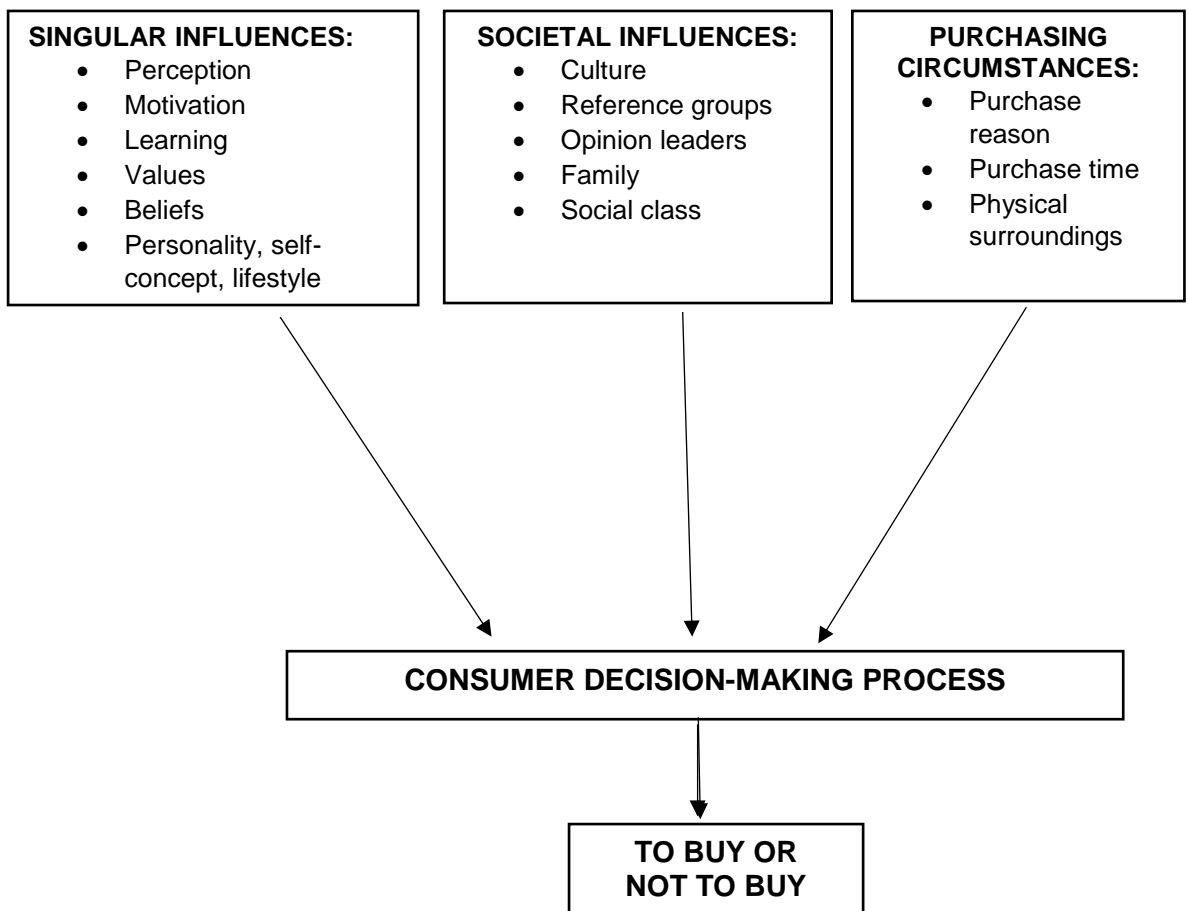 SINGULAR INFLUENCES:
• Perception
• Motivation
• Learning
• Values
• Beliefs
• Personality, self-
concept, lifestyle
SOCIETAL INFLUENCES:
• Culture
• Reference groups
• Opinion leaders
• Family
• Social class
PURCHASING
CIRCUMSTANCES:
• Purchase
reason
• Purchase time
• Physical
surroundings
CONSUMER DECISION-MAKING PROCESS
TO BUY OR
NOT TO BUY